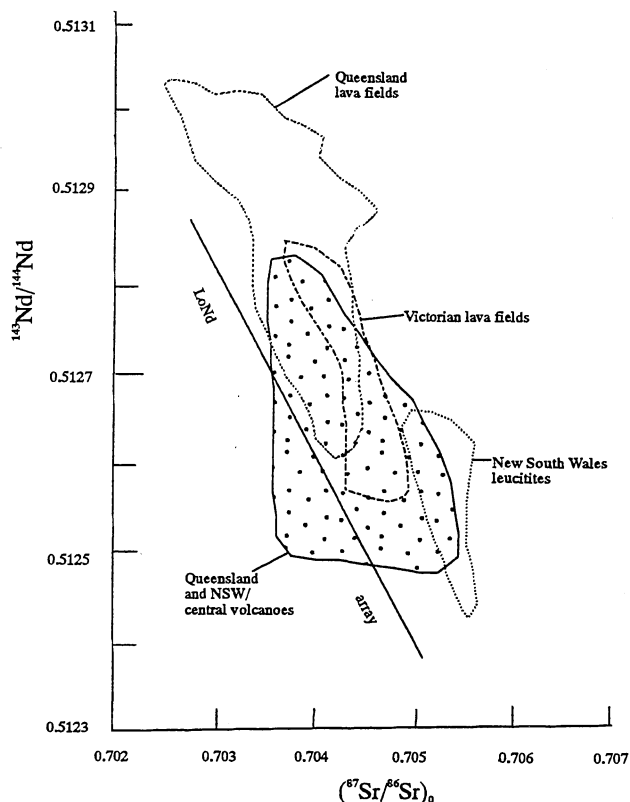 0.5131
Queensland
lava fields
0.5129
143Nd/144Nd
LoNd
Victorian lava fields
0.5127
New South Wales
leucitites
0.5125
Queensland
and NSW/
central volcanoes
array
0.5123
0.702 0.703 0.704 0.705 0.706 0.707
(87Sr/86Sr)0